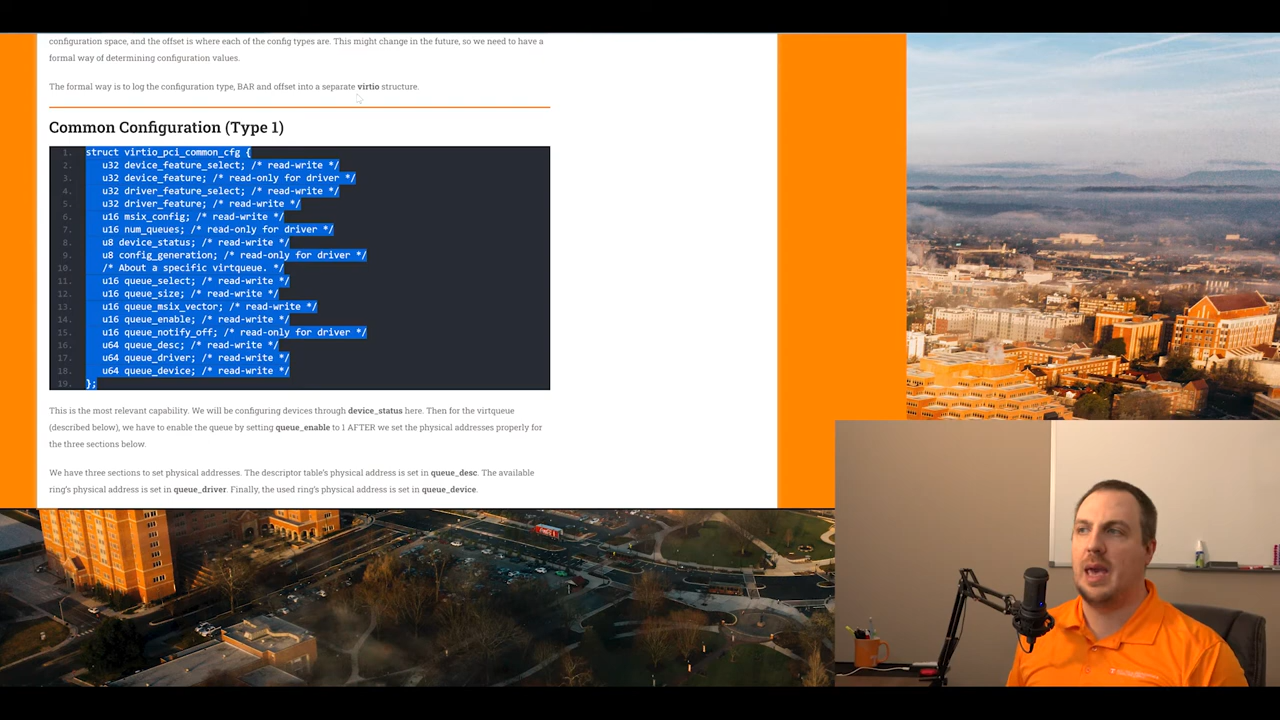 configuration space, and the offset is where each of the config types are. This might change in the future, so we need to have a
formal way of determining configuration values.
The formal way is to log the configuration type, BAR and offset into a separate virtio structure.
Common Configuration (Type 1)
1. struct virtio_pci_common_cfg {
2. u32 device_feature_select; /* read-write */
3. u32 device_feature; /* read-only for driver */
4. u32 driver_feature_select; /* read-write */
5. u32 driver_feature; /* read-write */
6. u16 msix_config; /* read-write */
7. u16 num_queues; /* read-only for driver */
8. u8 device_status; /* read-write */
9. u8 config_generation; /* read-only for driver */
10. /* About a specific virtqueue. */
11. u16 queue_select; /* read-write */
12. u16 queue_size; /* read-write */
13. u16 queue_msix_vector; /* read-write */
14. u16 queue_enable; /* read-write */
15. u16 queue_notify_off; /* read-only for driver */
16. u64 queue_desc; /* read-write */
17. u64 queue_driver; /* read-write */
18. u64 queue_device; /* read-write */
19. };
This is the most relevant capability. We will be configuring devices through device_status here. Then for the virtqueue
(described below), we have to enable the queue by setting queue_enable to 1 AFTER we set the physical addresses properly for
the three sections below.
We have three sections to set physical addresses. The descriptor table's physical address is set in queue_desc. The available
ring's physical address is set in queue_driver. Finally, the used ring's physical address is set in queue_device.